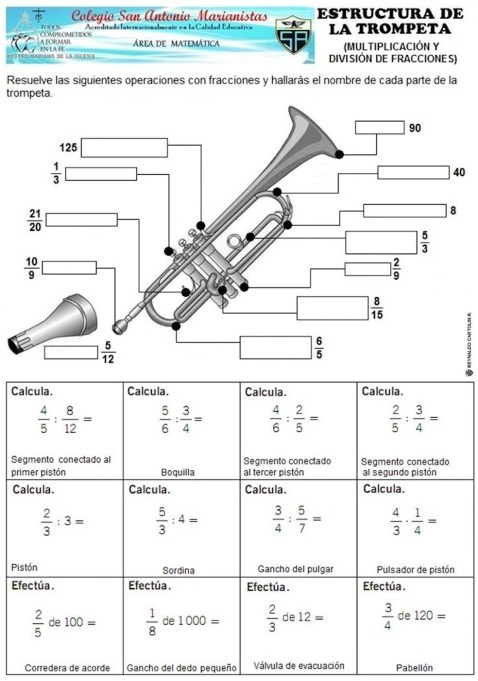 Colegio San Antonio Marianistas
Acreditado Internacionalmente en la Calidad Educativa
ÁREA DE MATEMÁTICA
TODOS
COMPROMETIDOS
A FORMAR
EN LA FE
ROSTRO MARIANO DE LA IGLESIA
ESTRUCTURA DE
LA TROMPETA
(MULTIPLICACIÓN Y
DIVISIÓN DE FRACCIONES)
Resuelve las siguientes operaciones con fracciones y hallarás el nombre de cada parte de la
trompeta.
90
125
1/3
40
21/20
8
5/3
10/9
2/9
8/15
5/12
6/5
REYNALDO CARTOLIN R.
Calcula. Calcula. Calcula. Calcula.
4/5 : 8/12 = 5/6 : 3/4 = 4/6 : 2/5 = 2/5 : 3/4 =
Segmento conectado al
primer pistón
Boquilla
Segmento conectado
al tercer pistón
Segmento conectado
al segundo pistón
Calcula. Calcula. Calcula. Calcula.
2/3 : 3 = 5/3 : 4 = 3/4 : 5/7 = 4/3 · 1/4 =
Pistón Sordina Gancho del pulgar Pulsador de pistón
Efectúa. Efectúa. Efectúa. Efectúa.
2/5 de 100 = 1/8 de 1000 = 2/3 de 12 = 3/4 de 120 =
Corredera de acorde Gancho del dedo pequeño Válvula de evacuación Pabellón